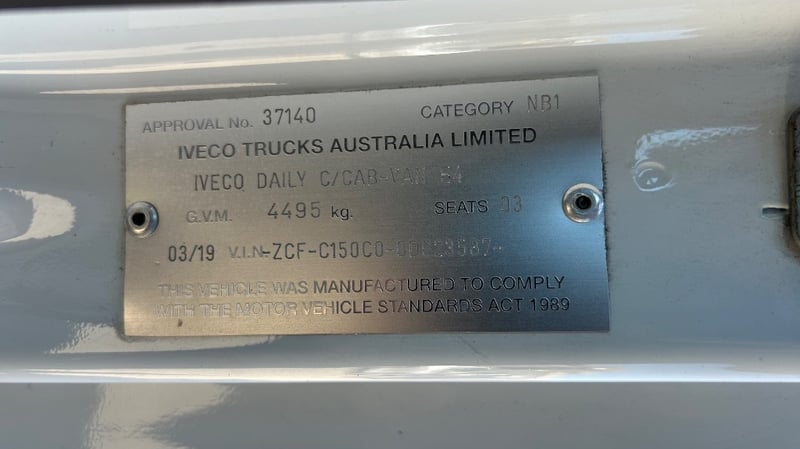 APPROVAL No. 37140 CATEGORY NB1
IVECO TRUCKS AUSTRALIA LIMITED
IVECO DAILY C/CAB-VAN
G.V.M. 4495 kg. SEATS 03
03/19 V.I.N-ZCF-C150C0-
THIS VEHICLE WAS MANUFACTURED TO COMPLY
WITH THE MOTOR VEHICLE STANDARDS ACT 1989